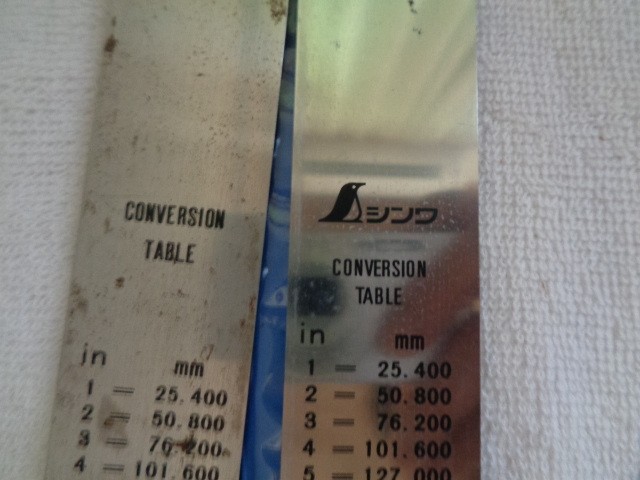 CONVERSION
TABLE
in mm
1 = 25.400
2 = 50.800
3 = 76.200
4 = 101.600
シンワ
CONVERSION
TABLE
in mm
1 = 25.400
2 = 50.800
3 = 76.200
4 = 101.600
5 = 127.000